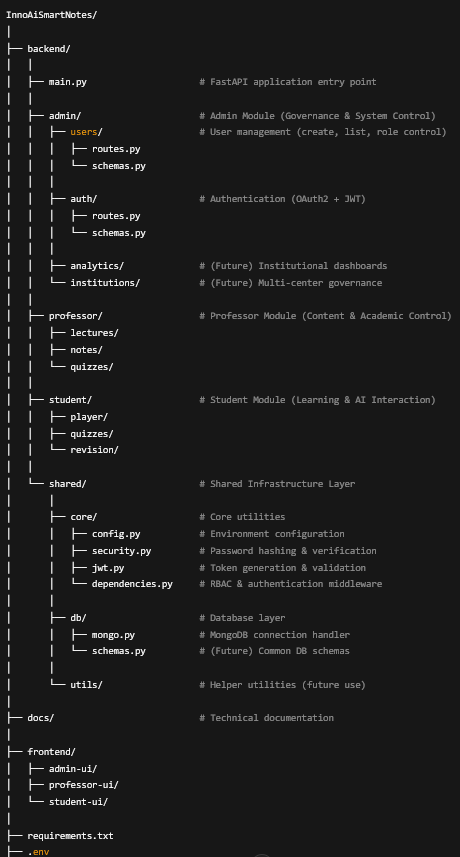 InnoAiSmartNotes/
│
├── backend/
│   │
│   ├── main.py                     # FastAPI application entry point
│   │
│   ├── admin/                      # Admin Module (Governance & System Control)
│   │   ├── users/                  # User management (create, list, role control)
│   │   │   ├── routes.py
│   │   │   └── schemas.py
│   │   │
│   │   ├── auth/                   # Authentication (OAuth2 + JWT)
│   │   │   ├── routes.py
│   │   │   └── schemas.py
│   │   │
│   │   ├── analytics/              # (Future) Institutional dashboards
│   │   └── institutions/           # (Future) Multi-center governance
│   │
│   ├── professor/                  # Professor Module (Content & Academic Control)
│   │   ├── lectures/
│   │   ├── notes/
│   │   └── quizzes/
│   │
│   ├── student/                    # Student Module (Learning & AI Interaction)
│   │   ├── player/
│   │   ├── quizzes/
│   │   └── revision/
│   │
│   └── shared/                     # Shared Infrastructure Layer
│       │
│       ├── core/                   # Core utilities
│       │   ├── config.py           # Environment configuration
│       │   ├── security.py         # Password hashing & verification
│       │   ├── jwt.py              # Token generation & validation
│       │   └── dependencies.py     # RBAC & authentication middleware
│       │
│       ├── db/                     # Database layer
│       │   ├── mongo.py            # MongoDB connection handler
│       │   └── schemas.py          # (Future) Common DB schemas
│       │
│       └── utils/                  # Helper utilities (future use)
│
├── docs/                           # Technical documentation
│
├── frontend/
│   ├── admin-ui/
│   ├── professor-ui/
│   └── student-ui/
│
├── requirements.txt
├── .env